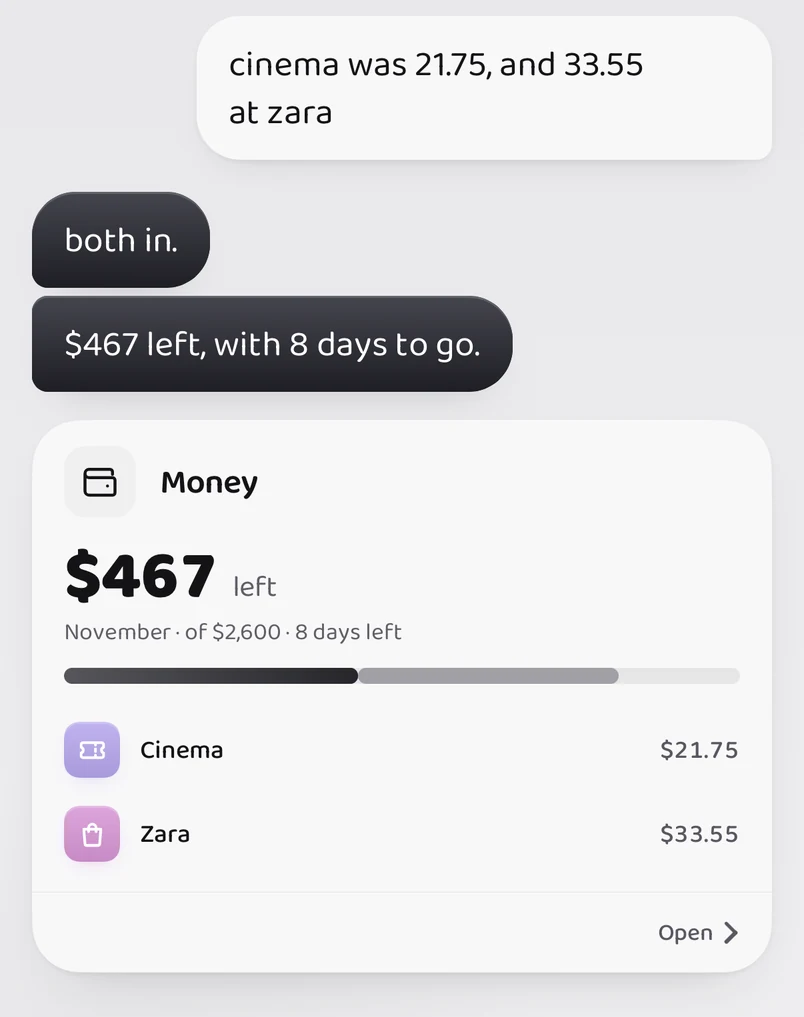 cinema was 21.75, and 33.55
at zara
both in.
$467 left, with 8 days to go.
Money
$467 left
November · of $2,600 · 8 days left
Cinema $21.75
Zara $33.55
Open